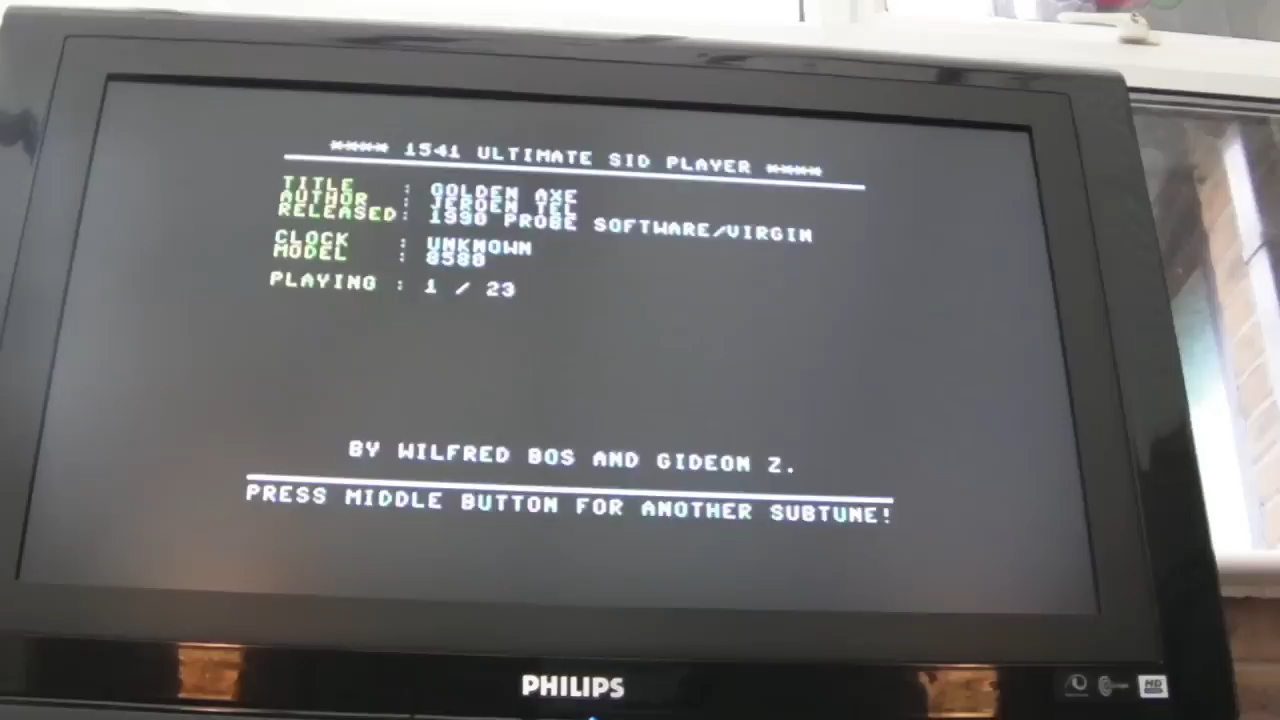 **** 1541 ULTIMATE SID PLAYER ****
TITLE : GOLDEN AXE
AUTHOR : JEROEN TEL
RELEASED: 1990 PROBE SOFTWARE/VIRGIN
CLOCK : UNKNOWN
MODEL : 8580
PLAYING : 1 / 23
BY WILFRED BOS AND GIDEON Z.
PRESS MIDDLE BUTTON FOR ANOTHER SUBTUNE!
PHILIPS
HD